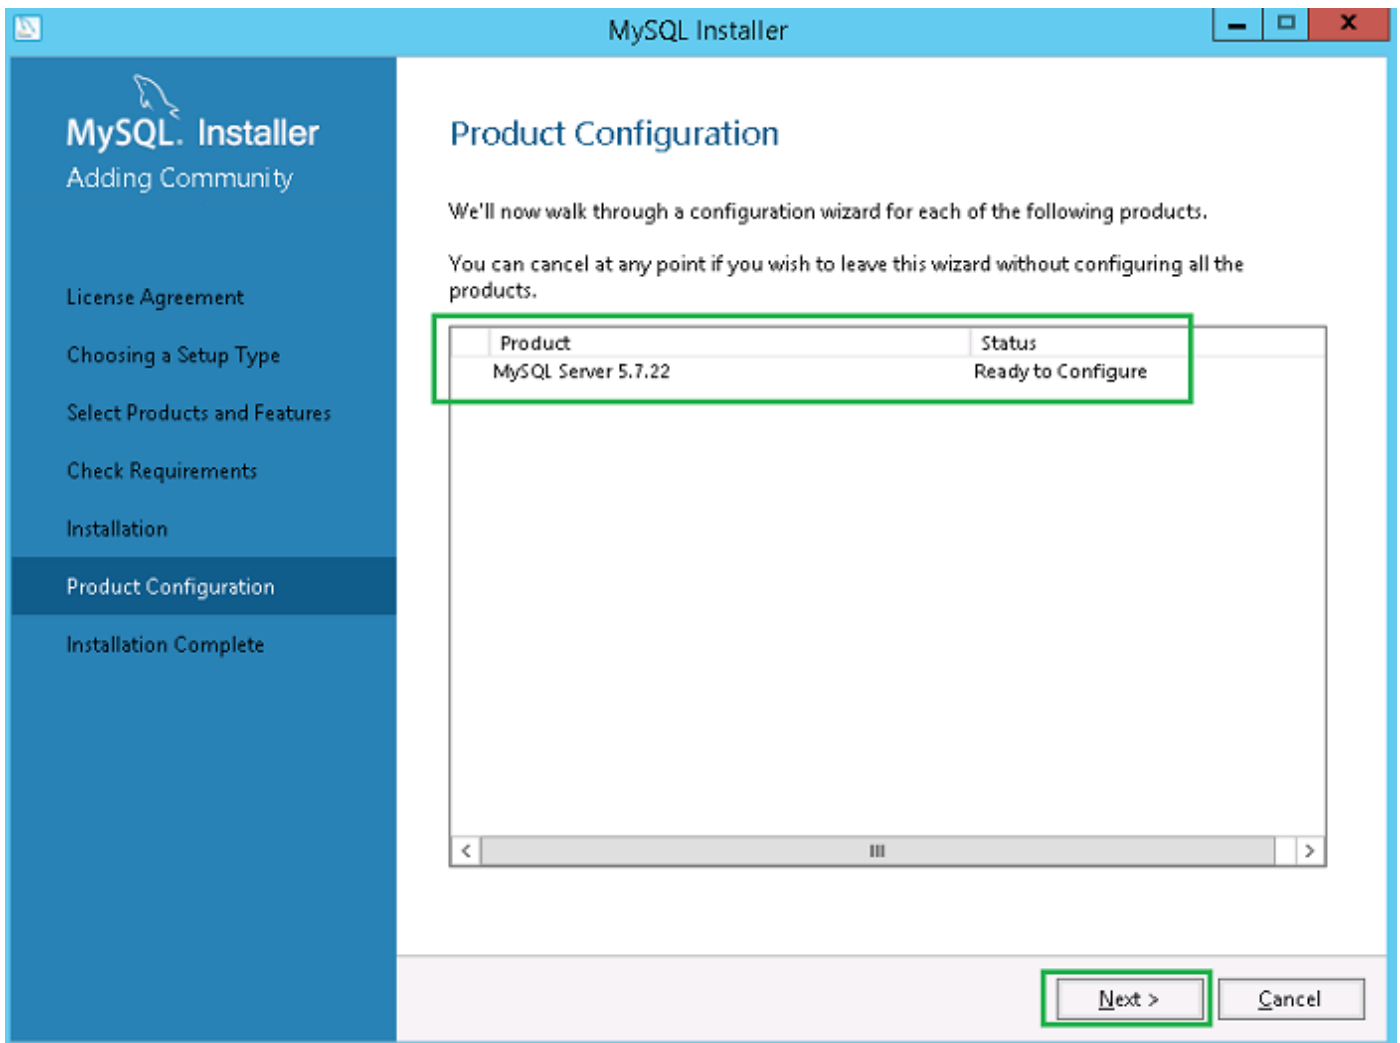 MySQL Installer
MySQL. Installer
Adding Community
License Agreement
Choosing a Setup Type
Select Products and Features
Check Requirements
Installation
Product Configuration
Installation Complete
Product Configuration
We'll now walk through a configuration wizard for each of the following products.
You can cancel at any point if you wish to leave this wizard without configuring all the
products.
Product Status
MySQL Server 5.7.22 Ready to Configure
Next > Cancel